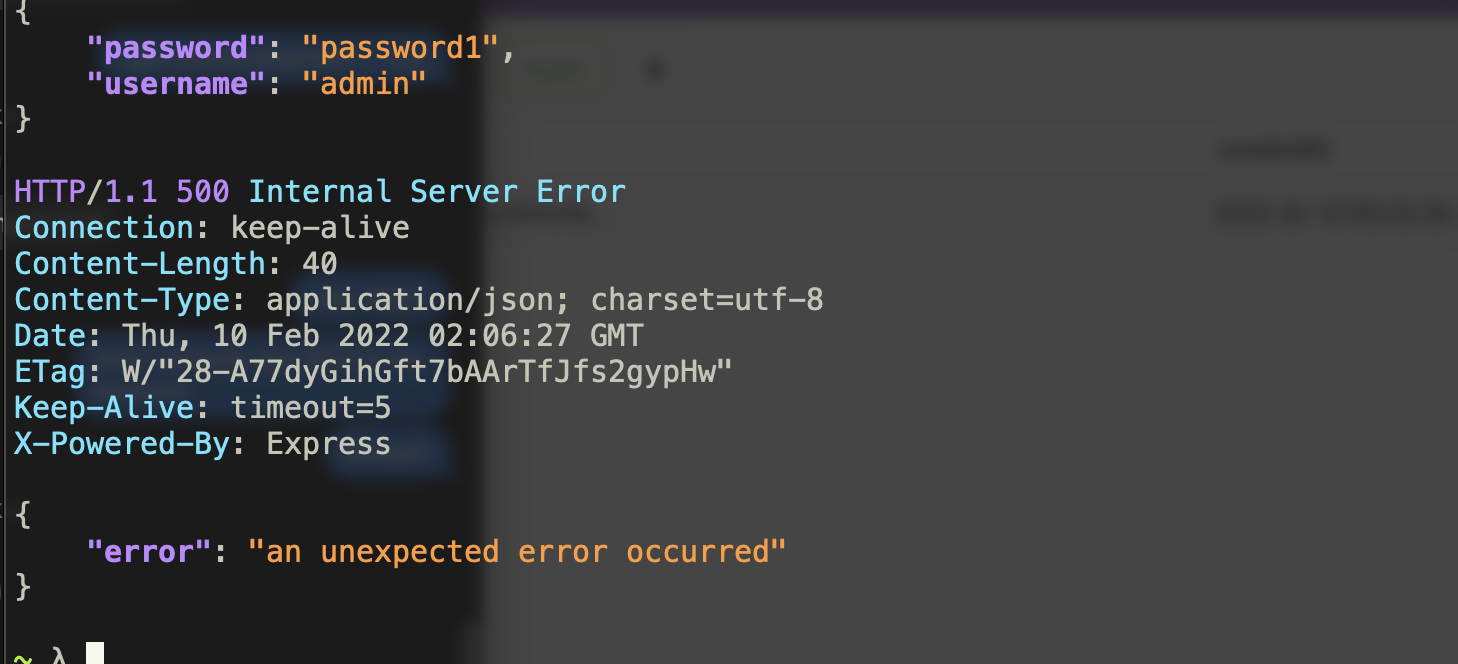 {
    "password": "password1",
    "username": "admin"
}

HTTP/1.1 500 Internal Server Error
Connection: keep-alive
Content-Length: 40
Content-Type: application/json; charset=utf-8
Date: Thu, 10 Feb 2022 02:06:27 GMT
ETag: W/"28-A77dyGihGft7bAArTfJfs2gypHw"
Keep-Alive: timeout=5
X-Powered-By: Express

{
    "error": "an unexpected error occurred"
}

~ λ